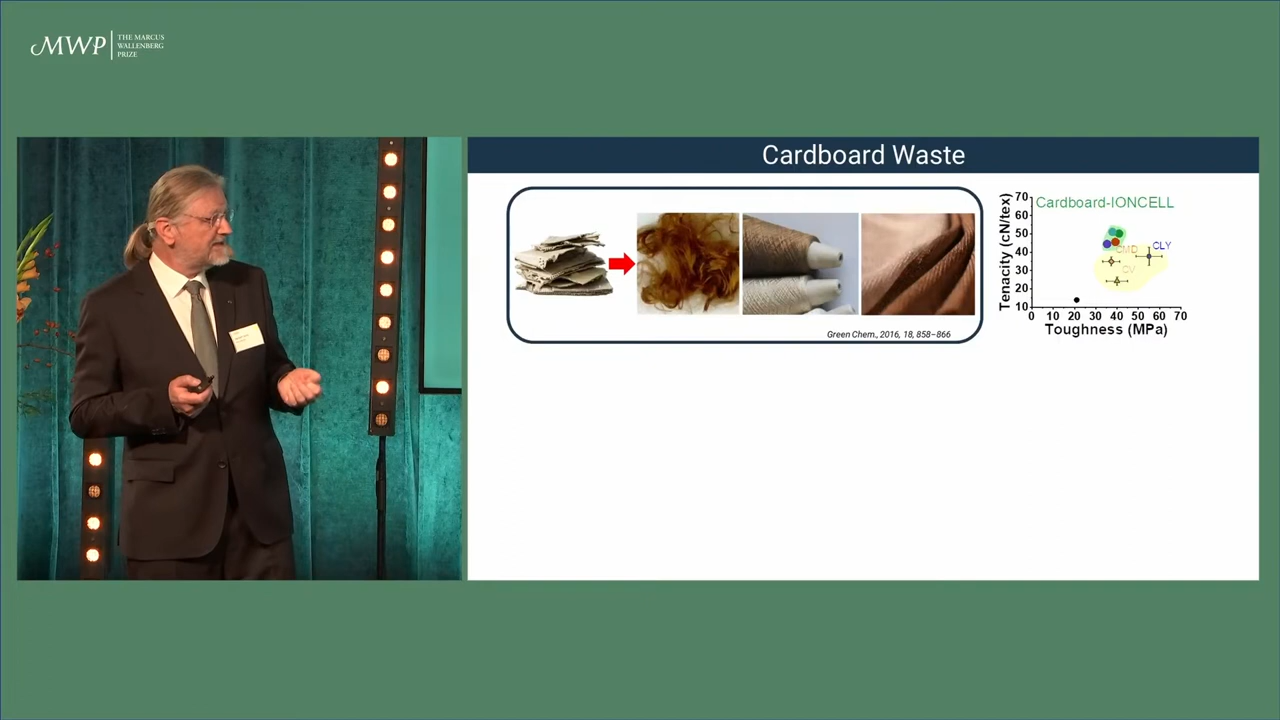 MWP
THE MARCUS
WALLENBERG
PRIZE
Cardboard Waste
Green Chem., 2016, 18, 858–866
Cardboard-IONCELL
CMD
CLY
CV
Tenacity (cN/tex)
70
60
50
40
30
20
10
0 10 20 30 40 50 60 70
Toughness (MPa)